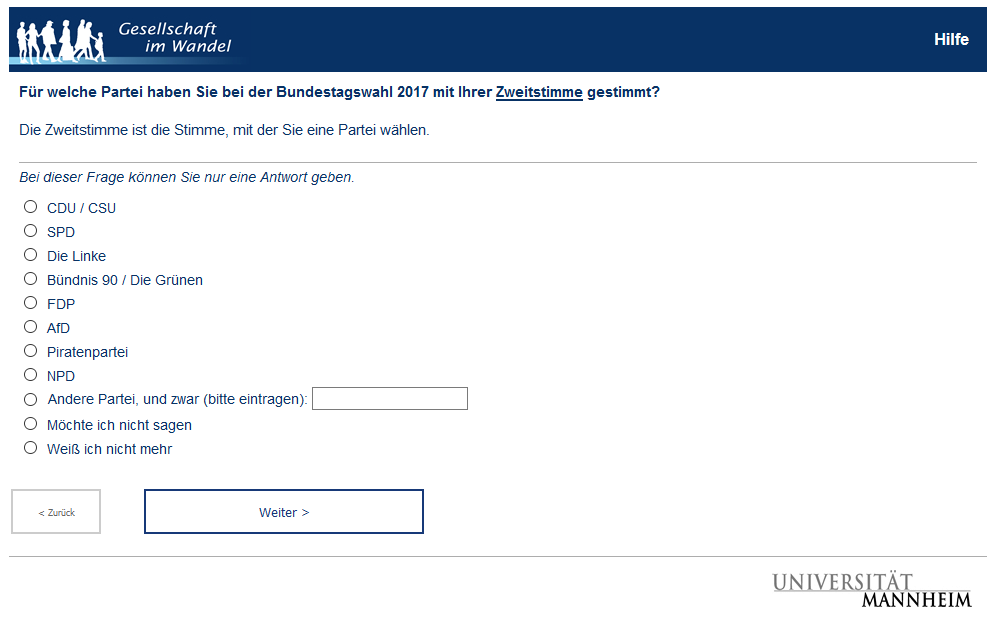 Gesellschaft
im Wandel
Hilfe
Für welche Partei haben Sie bei der Bundestagswahl 2017 mit Ihrer Zweitstimme gestimmt?
Die Zweitstimme ist die Stimme, mit der Sie eine Partei wählen.
Bei dieser Frage können Sie nur eine Antwort geben.
CDU / CSU
SPD
Die Linke
Bündnis 90 / Die Grünen
FDP
AfD
Piratenpartei
NPD
Andere Partei, und zwar (bitte eintragen):
Möchte ich nicht sagen
Weiß ich nicht mehr
< Zurück
Weiter >
UNIVERSITÄT
MANNHEIM